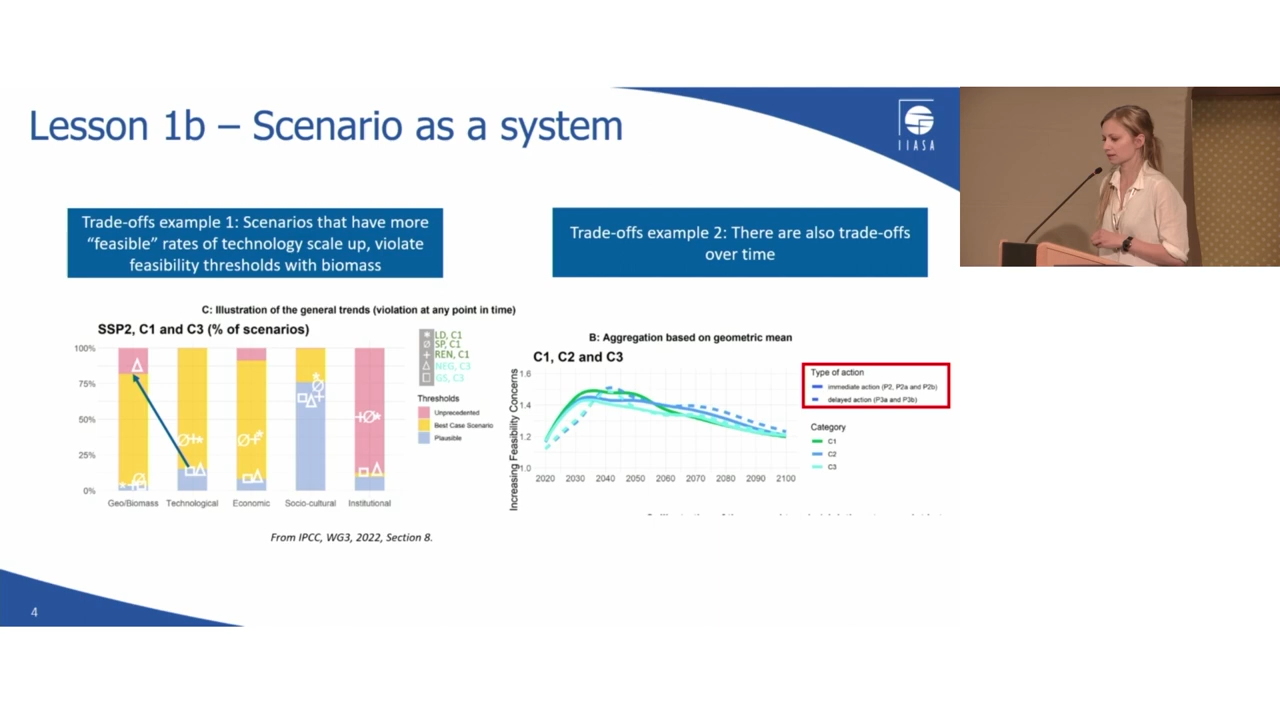 Lesson 1b – Scenario as a system
IIASA
Trade-offs example 1: Scenarios that have more
“feasible” rates of technology scale up, violate
feasibility thresholds with biomass
Trade-offs example 2: There are also trade-offs
over time
C: Illustration of the general trends (violation at any point in time)
SSP2, C1 and C3 (% of scenarios)
100%
75%
50%
25%
0%
Geo/Biomass
Technological
Economic
Socio-cultural
Institutional
LD, C1
SP, C1
REN, C1
NEG, C3
GS, C3
Thresholds
Unprecedented
Best Case Scenario
Plausible
From IPCC, WG3, 2022, Section 8.
B: Aggregation based on geometric mean
C1, C2 and C3
Increasing Feasibility Concerns
1.6
1.4
1.2
1.0
2020 2030 2040 2050 2060 2070 2080 2090 2100
Type of action
immediate action (P2, P2a and P2b)
delayed action (P3a and P3b)
Category
C1
C2
C3
4